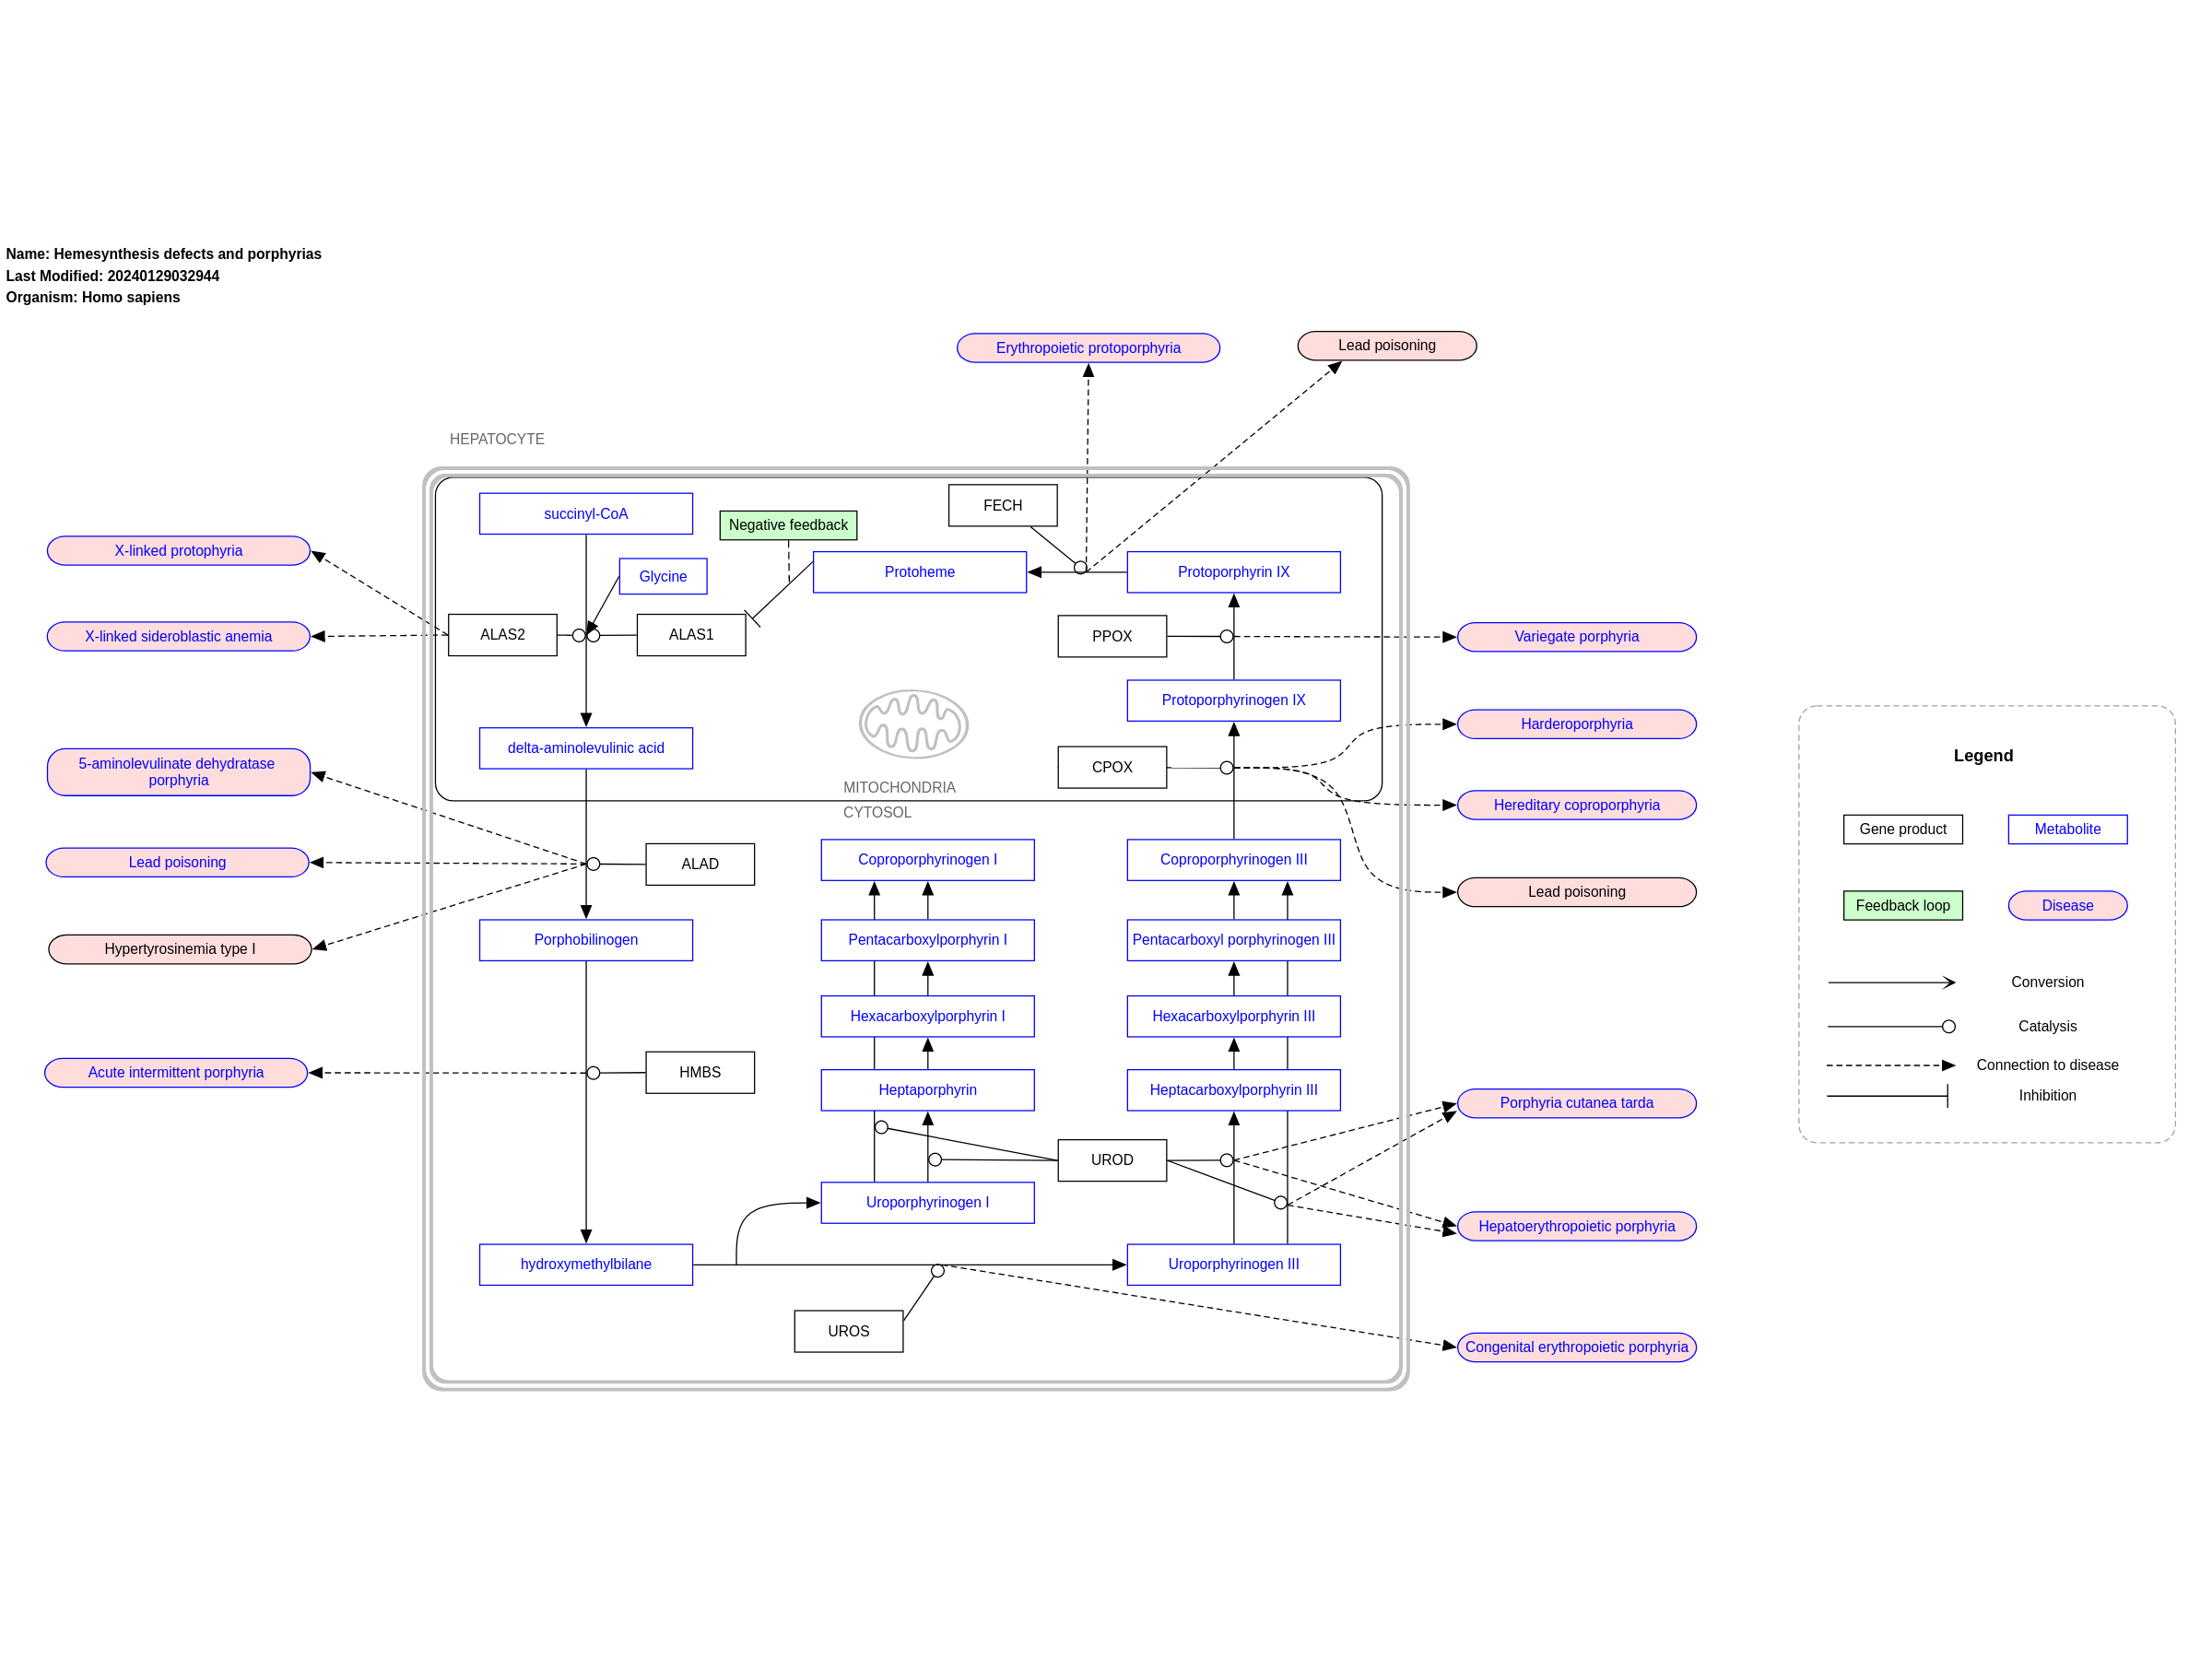 Name: Hemesynthesis defects and porphyrias
Last Modified: 20240129032944
Organism: Homo sapiens
Erythropoietic protoporphyria
Lead poisoning
HEPATOCYTE
FECH
succinyl-CoA
Negative feedback
X-linked protophyria
Glycine
Protoheme
Protoporphyrin IX
X-linked sideroblastic anemia
ALAS2
ALAS1
PPOX
Variegate porphyria
Protoporphyrinogen IX
Harderoporphyria
delta-aminolevulinic acid
5-aminolevulinate dehydratase
porphyria
CPOX
MITOCHONDRIA
CYTOSOL
Hereditary coproporphyria
Lead poisoning
ALAD
Coproporphyrinogen I
Coproporphyrinogen III
Lead poisoning
Hypertyrosinemia type I
Porphobilinogen
Pentacarboxylporphyrin I
Pentacarboxyl porphyrinogen III
Hexacarboxylporphyrin I
Hexacarboxylporphyrin III
Acute intermittent porphyria
HMBS
Heptaporphyrin
Heptacarboxylporphyrin III
Porphyria cutanea tarda
UROD
Uroporphyrinogen I
Hepatoerythropoietic porphyria
hydroxymethylbilane
Uroporphyrinogen III
UROS
Congenital erythropoietic porphyria
Legend
Gene product
Metabolite
Feedback loop
Disease
Conversion
Catalysis
Connection to disease
Inhibition